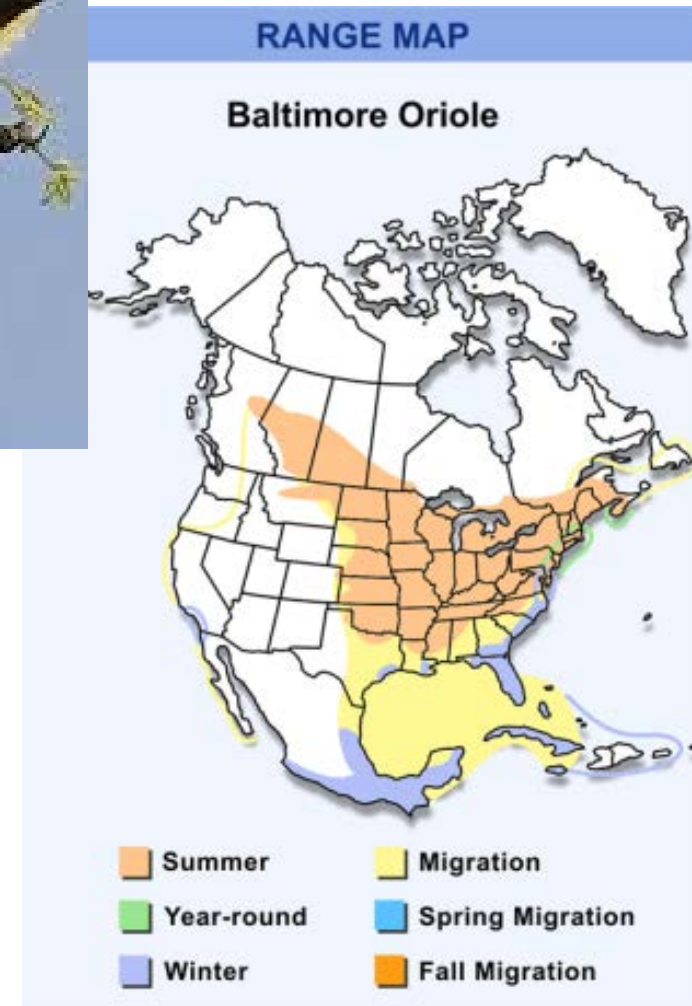 RANGE MAP
Baltimore Oriole
Summer
Migration
Year-round
Spring Migration
Winter
Fall Migration